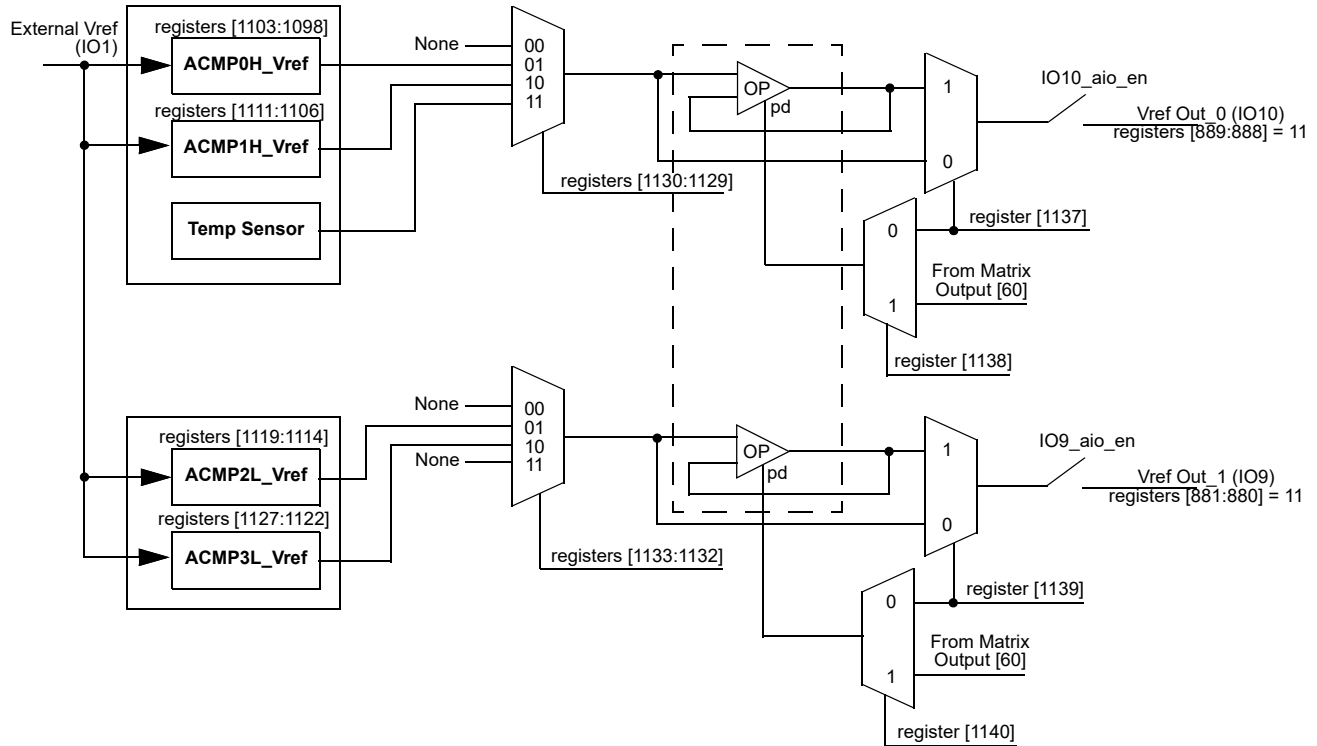 External Vref
(IO1)
registers [1103:1098]
ACMP0H_Vref
registers [1111:1106]
ACMP1H_Vref
Temp Sensor
None
00
01
10
11
registers [1130:1129]
OP
pd
1
0
IO10_aio_en
Vref Out_0 (IO10)
registers [889:888] = 11
0
register [1137]
From Matrix
Output [60]
1
register [1138]
registers [1119:1114]
ACMP2L_Vref
registers [1127:1122]
ACMP3L_Vref
None
None
00
01
10
11
registers [1133:1132]
OP
pd
1
0
IO9_aio_en
Vref Out_1 (IO9)
registers [881:880] = 11
0
register [1139]
From Matrix
Output [60]
1
register [1140]